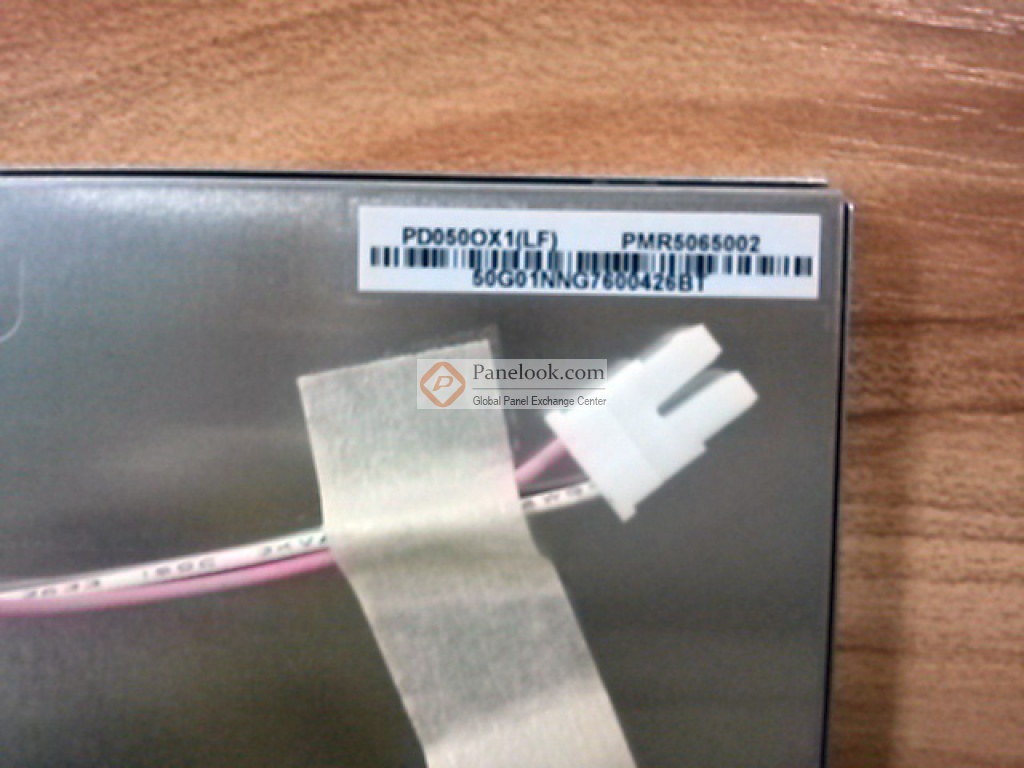 PD050OX1(LF) PMR5065002
50G01NNG7600426BT
Panelook.com
Global Panel Exchange Center